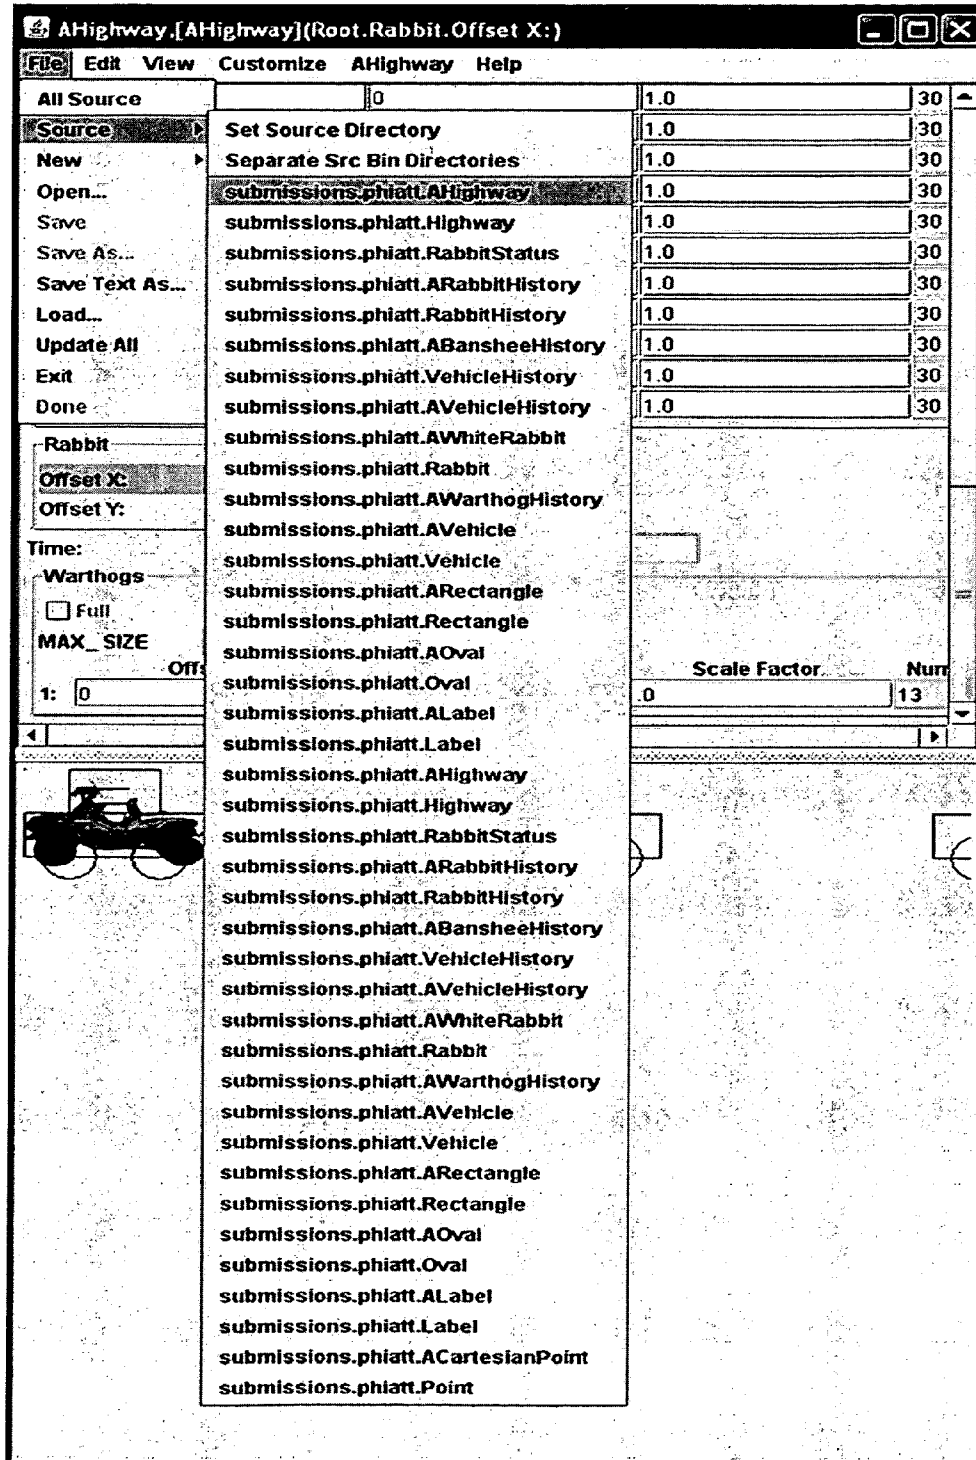 AHighway.[AHighway](Root.Rabbit.Offset X:)
File Edit View Customize AHighway Help
All Source 0 1.0 30
Source Set Source Directory 1.0 30
New Separate Src Bin Directories 1.0 30
Open... submissions.phiatt.AHighway 1.0 30
Save submissions.phiatt.Highway 1.0 30
Save As... submissions.phiatt.RabbitStatus 1.0 30
Save Text As... submissions.phiatt.ARabbitHistory 1.0 30
Load... submissions.phiatt.RabbitHistory 1.0 30
Update All submissions.phiatt.ABansheeHistory 1.0 30
Exit submissions.phiatt.VehicleHistory 1.0 30
Done submissions.phiatt.AVehicleHistory 1.0 30
Rabbit submissions.phiatt.AWhiteRabbit
Offset X: submissions.phiatt.Rabbit
Offset Y: submissions.phiatt.AWarthogHistory
submissions.phiatt.AVehicle
Time: submissions.phiatt.Vehicle
Warthogs submissions.phiatt.ARectangle
Full submissions.phiatt.Rectangle
MAX_SIZE submissions.phiatt.AOval
Offs submissions.phiatt.Oval Scale Factor Num
1: 0 submissions.phiatt.ALabel .0 13
submissions.phiatt.Label
submissions.phiatt.AHighway
submissions.phiatt.Highway
submissions.phiatt.RabbitStatus
submissions.phiatt.ARabbitHistory
submissions.phiatt.RabbitHistory
submissions.phiatt.ABansheeHistory
submissions.phiatt.VehicleHistory
submissions.phiatt.AVehicleHistory
submissions.phiatt.AWhiteRabbit
submissions.phiatt.Rabbit
submissions.phiatt.AWarthogHistory
submissions.phiatt.AVehicle
submissions.phiatt.Vehicle
submissions.phiatt.ARectangle
submissions.phiatt.Rectangle
submissions.phiatt.AOval
submissions.phiatt.Oval
submissions.phiatt.ALabel
submissions.phiatt.Label
submissions.phiatt.ACartesianPoint
submissions.phiatt.Point